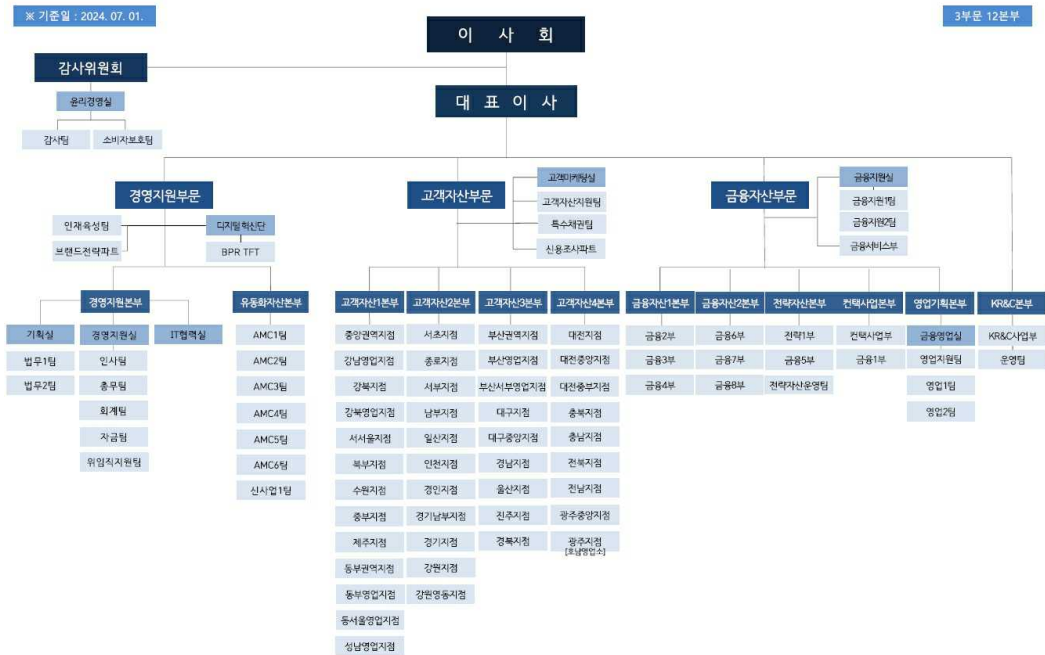 ※ 기준일 : 2024. 07. 01.
3부문 12본부
이 사 회
감사위원회
윤리경영실
감사팀
소비자보호팀
대 표 이 사
경영지원부문
인재육성팀
브랜드전략파트
디지털혁신단
BPR TFT
고객자산부문
고객마케팅실
고객자산지원팀
특수채권팀
신용조사파트
금융자산부문
금융지원실
금융지원1팀
금융지원2팀
금융서비스부
경영지원본부
기획실
법무1팀
법무2팀
경영지원실
인사팀
총무팀
회계팀
자금팀
위임직지원팀
IT협력실
유동화자산본부
AMC1팀
AMC2팀
AMC3팀
AMC4팀
AMC5팀
AMC6팀
신사업1팀
고객자산1본부
중앙권역지점
강남영업지점
강북지점
강북영업지점
서서울지점
북부지점
수원지점
중부지점
제주지점
동부권역지점
동부영업지점
동서울영업지점
성남영업지점
고객자산2본부
서초지점
종로지점
서부지점
남부지점
일산지점
인천지점
경인지점
경기남부지점
경기지점
강원지점
강원영동지점
고객자산3본부
부산권역지점
부산영업지점
부산서부영업지점
대구지점
대구중앙지점
경남지점
울산지점
진주지점
경북지점
고객자산4본부
대전지점
대전중앙지점
대전중부지점
충북지점
충남지점
전북지점
전남지점
광주중앙지점
광주지점
[호남영업소]
금융자산1본부
금융2부
금융3부
금융4부
금융자산2본부
금융6부
금융7부
금융8부
전략자산본부
전략1부
금융5부
전략자산운영팀
컨택사업본부
컨택사업부
금융1부
영업기획본부
금융영업실
영업지원팀
영업1팀
영업2팀
KR&C본부
KR&C사업부
운영팀